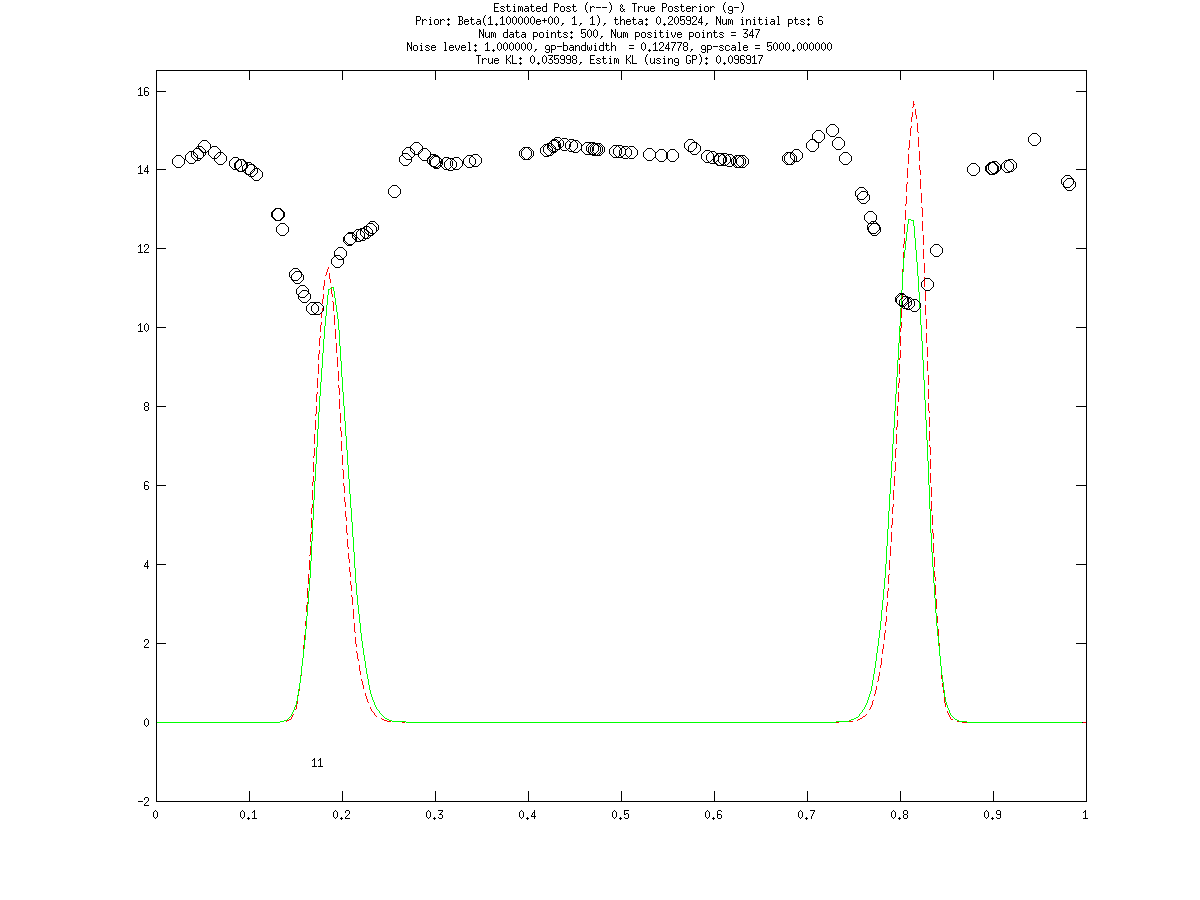 Estimated Post (r--) & True Posterior (g-)
Prior: Beta(1.100000e+00, 1, 1), theta: 0.205924, Num initial pts: 6
Num data points: 500, Num positive points = 347
Noise level: 1.000000, gp-bandwidth  = 0.124778, gp-scale = 5000.000000
True KL: 0.035998, Estim KL (using GP): 0.096917
16
14
12
10
8
6
4
2
0
11
-2
0 0.1 0.2 0.3 0.4 0.5 0.6 0.7 0.8 0.9 1